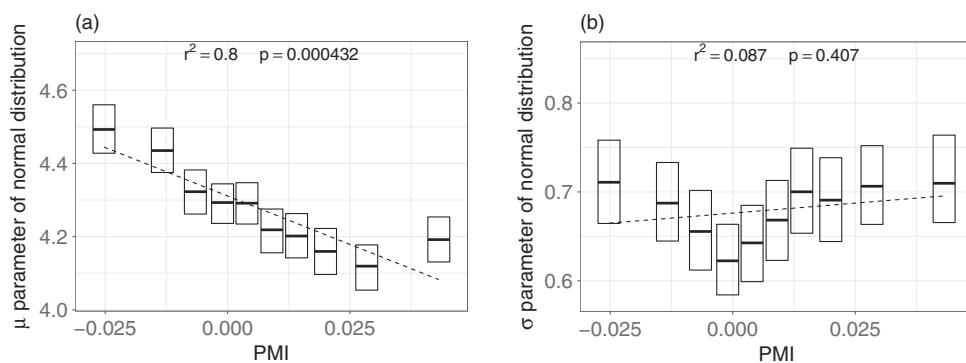 (a)
r² = 0.8 p = 0.000432
μ parameter of normal distribution
4.6
4.4
4.2
4.0
−0.025 0.000 0.025
PMI
(b)
r² = 0.087 p = 0.407
σ parameter of normal distribution
0.8
0.7
0.6
−0.025 0.000 0.025
PMI